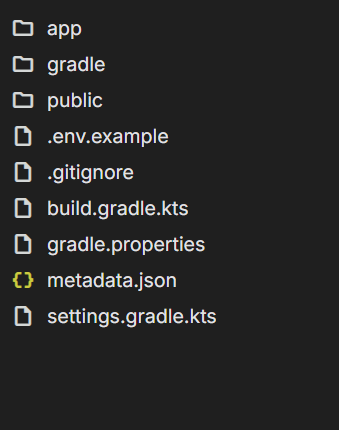 app
gradle
public
.env.example
.gitignore
build.gradle.kts
gradle.properties
metadata.json
settings.gradle.kts